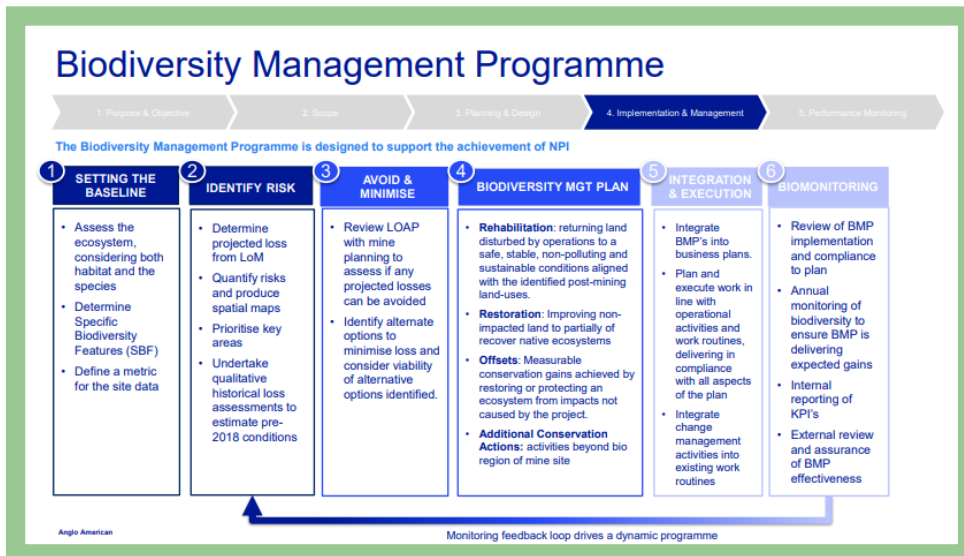 Biodiversity Management Programme
1. Purpose & Objective
2. Scope
3. Planning & Design
4. Implementation & Management
5. Performance Monitoring
The Biodiversity Management Programme is designed to support the achievement of NPI
1
SETTING THE
BASELINE
• Assess the
ecosystem,
considering both
habitat and the
species
• Determine
Specific
Biodiversity
Features (SBF)
• Define a metric
for the site data
2
IDENTIFY RISK
• Determine
projected loss
from LoM
• Quantify risks
and produce
spatial maps
• Prioritise key
areas
• Undertake
qualitative
historical loss
assessments to
estimate pre-
2018 conditions
3
AVOID &
MINIMISE
• Review LOAP
with mine
planning to
assess if any
projected losses
can be avoided
• Identify alternate
options to
minimise loss and
consider viability
of alternative
options identified.
4
BIODIVERSITY MGT PLAN
• Rehabilitation: returning land
disturbed by operations to a
safe, stable, non-polluting and
sustainable conditions aligned
with the identified post-mining
land-uses.
• Restoration: Improving non-
impacted land to partially of
recover native ecosystems
• Offsets: Measurable
conservation gains achieved by
restoring or protecting an
ecosystem from impacts not
caused by the project.
• Additional Conservation
Actions: activities beyond bio
region of mine site
5
INTEGRATION
& EXECUTION
• Integrate
BMP's into
business plans.
• Plan and
execute work in
line with
operational
activities and
work routines,
delivering in
compliance
with all aspects
of the plan
• Integrate
change
management
activities into
existing work
routines
6
BIOMONITORING
• Review of BMP
implementation
and compliance
to plan
• Annual
monitoring of
biodiversity to
ensure BMP is
delivering
expected gains
• Internal
reporting of
KPI's
• External review
and assurance
of BMP
effectiveness
Anglo American
Monitoring feedback loop drives a dynamic programme